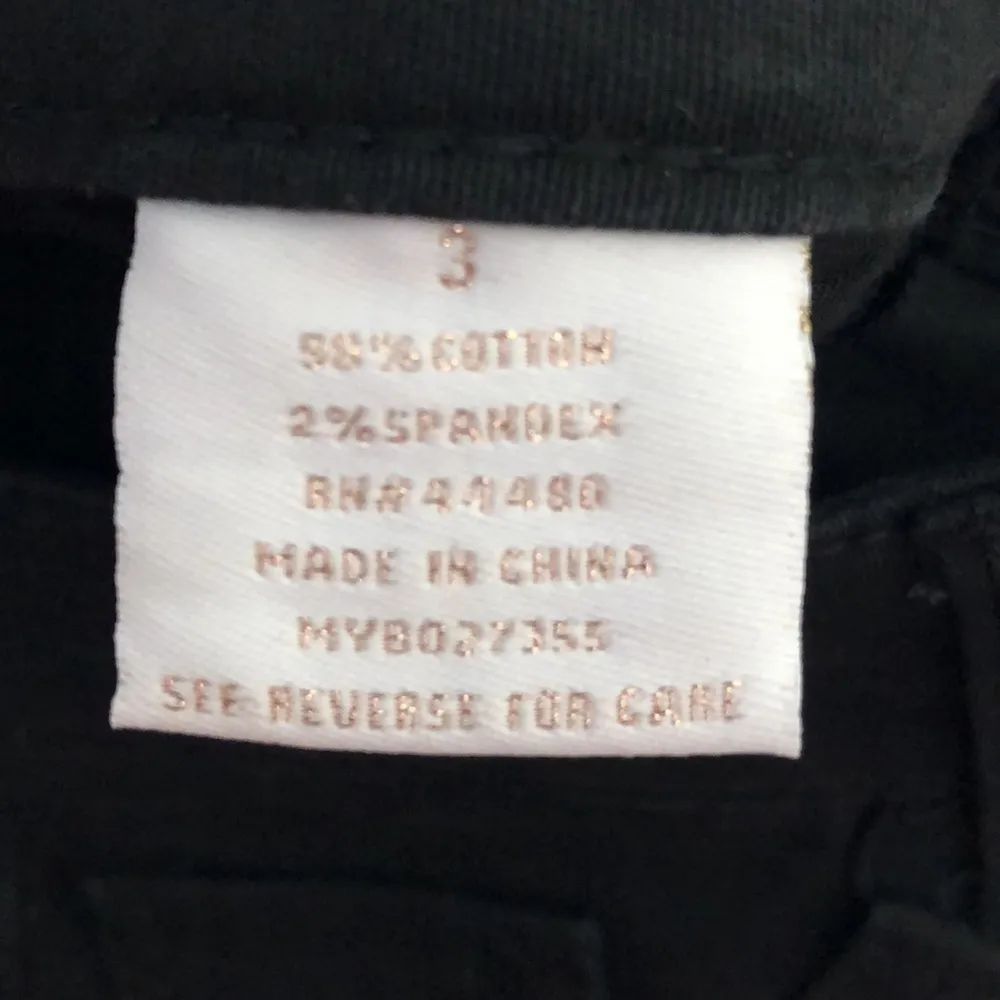 3
98% COTTON
2% SPANDEX
RN# 44480
MADE IN CHINA
MYB027355
SEE REVERSE FOR CARE